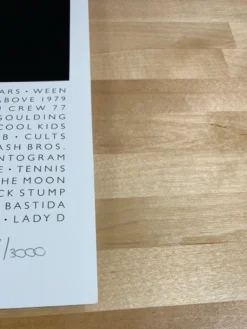 ARS • WEEN
ABOVE 1979
CREW 77
GOULDING
COOL KIDS
B • CULTS
ASH BROS.
NTOGRAM
E • TENNIS
THE MOON
CK STUMP
BASTIDA
• LADY D
/3000